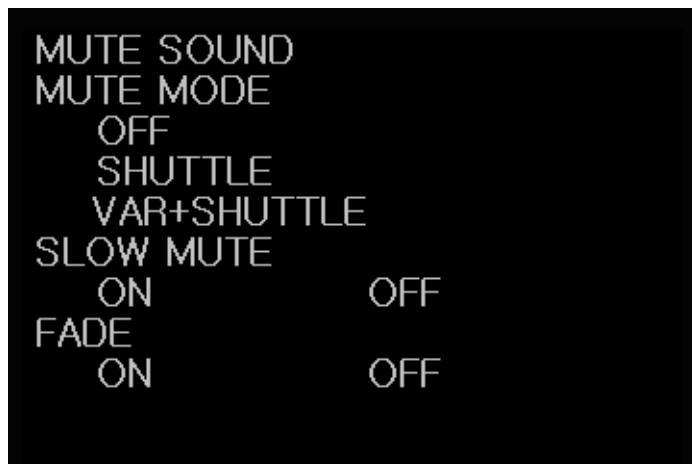 MUTE SOUND
MUTE MODE
OFF
SHUTTLE
VAR+SHUTTLE
SLOW MUTE
ON OFF
FADE
ON OFF